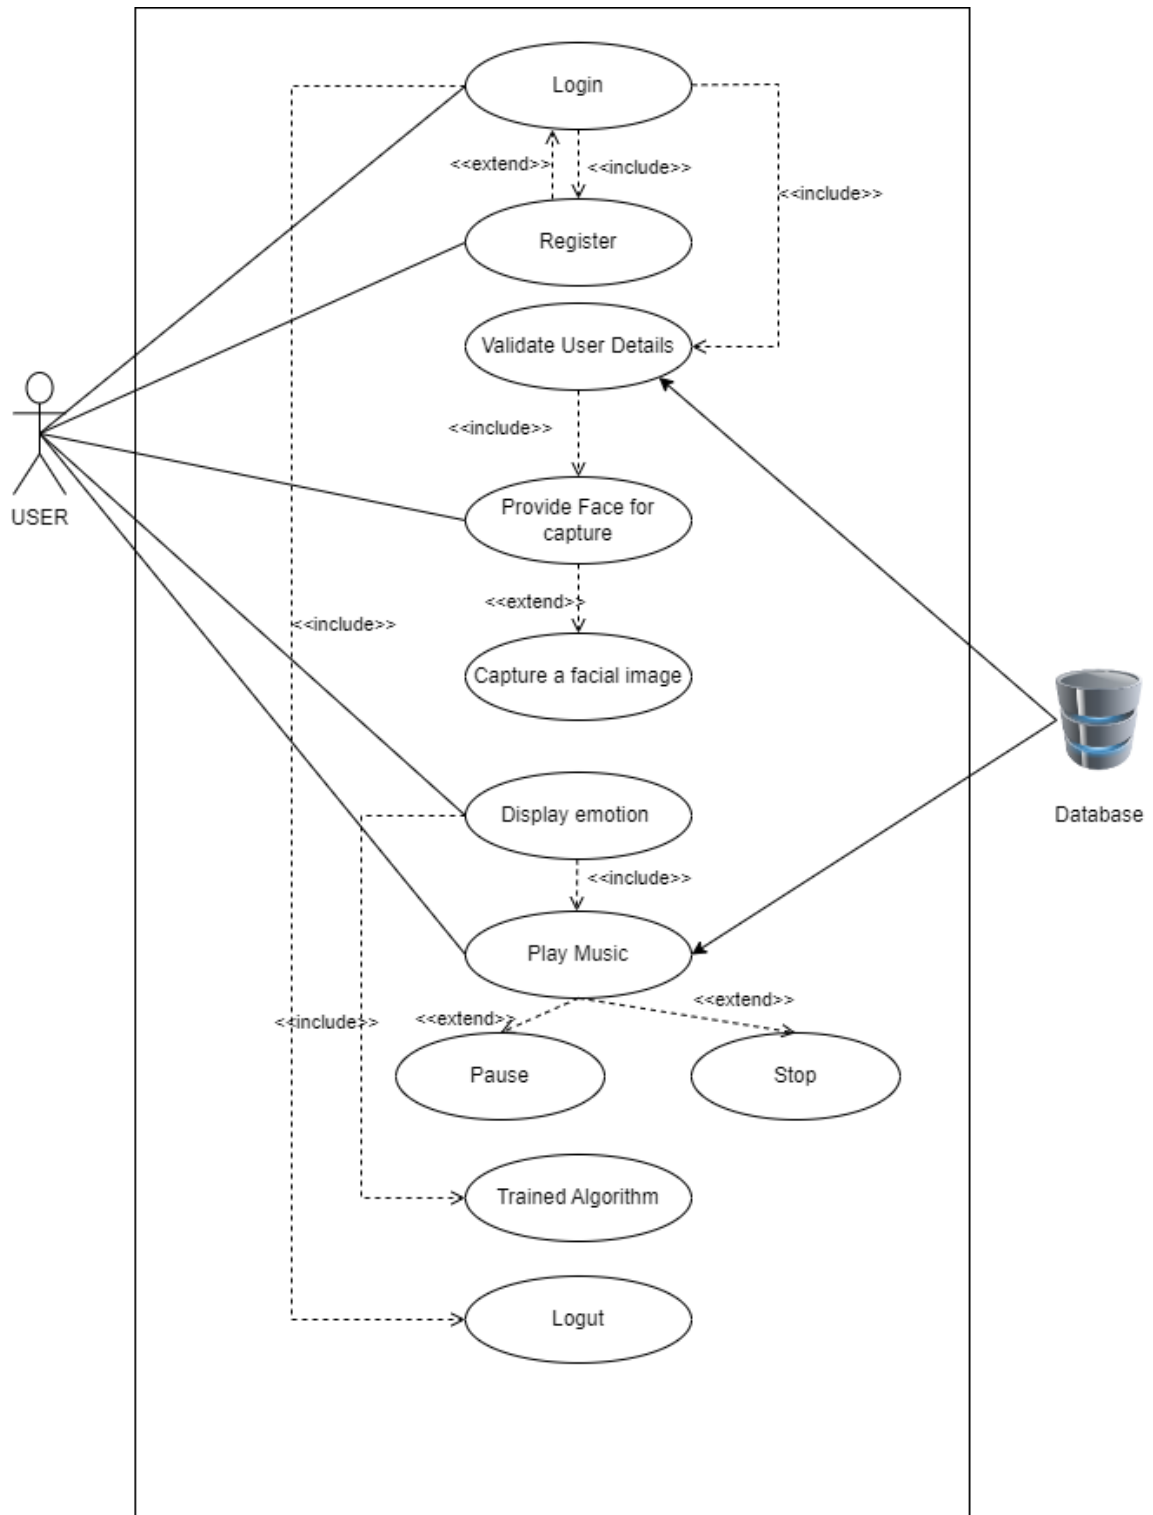 Login
<<extend>>
<<include>>
<<include>>
Register
Validate User Details
<<include>>
USER
Provide Face for
capture
<<extend>>
<<include>>
Capture a facial image
Display emotion
Database
<<include>>
Play Music
<<extend>>
<<extend>>
<<include>>
Pause
Stop
Trained Algorithm
Logut